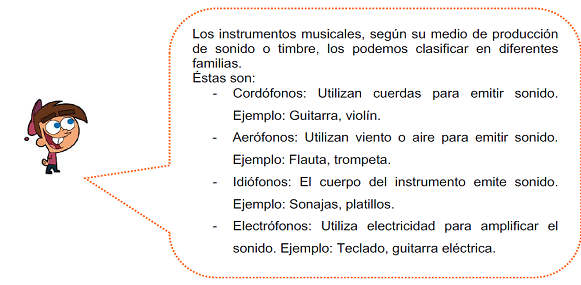 Los instrumentos musicales, según su medio de producción
de sonido o timbre, los podemos clasificar en diferentes
familias.
Éstas son:
- Cordófonos: Utilizan cuerdas para emitir sonido.
Ejemplo: Guitarra, violín.
- Aerófonos: Utilizan viento o aire para emitir sonido.
Ejemplo: Flauta, trompeta.
- Idiófonos: El cuerpo del instrumento emite sonido.
Ejemplo: Sonajas, platillos.
- Electrófonos: Utiliza electricidad para amplificar el
sonido. Ejemplo: Teclado, guitarra eléctrica.